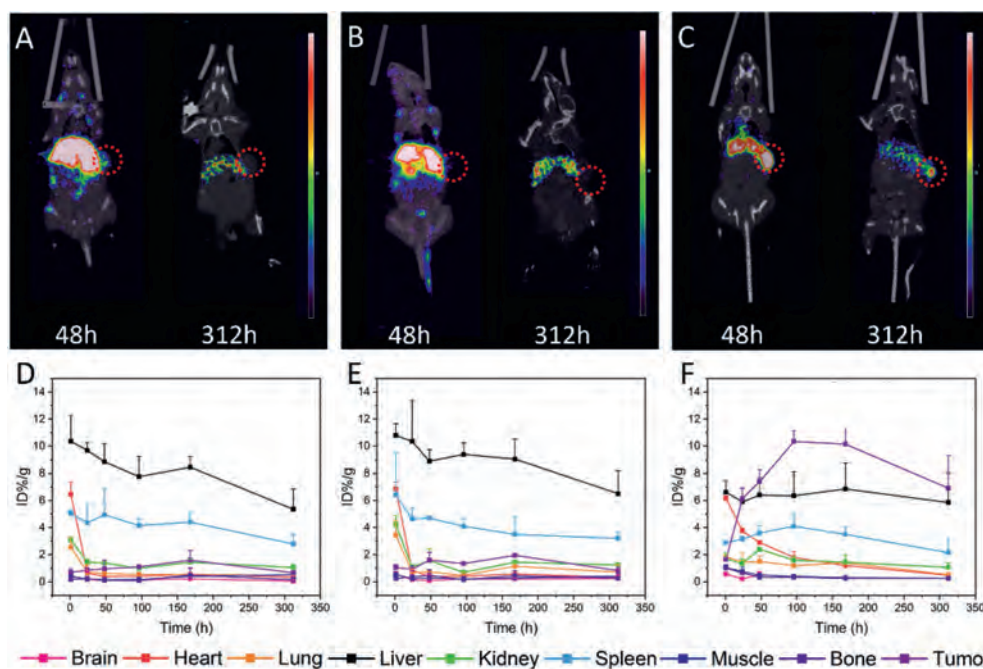 A B C
48h 312h 48h 312h 48h 312h
D E F
14 14 14
12 12 12
10 10 10
8 8 8
6 6 6
4 4 4
2 2 2
0 0 0
ID%/g ID%/g ID%/g
0 50 100 150 200 250 300 350 0 50 100 150 200 250 300 350 0 50 100 150 200 250 300 350
Time (h) Time (h) Time (h)
Brain Heart Lung Liver Kidney Spleen Muscle Bone Tumo